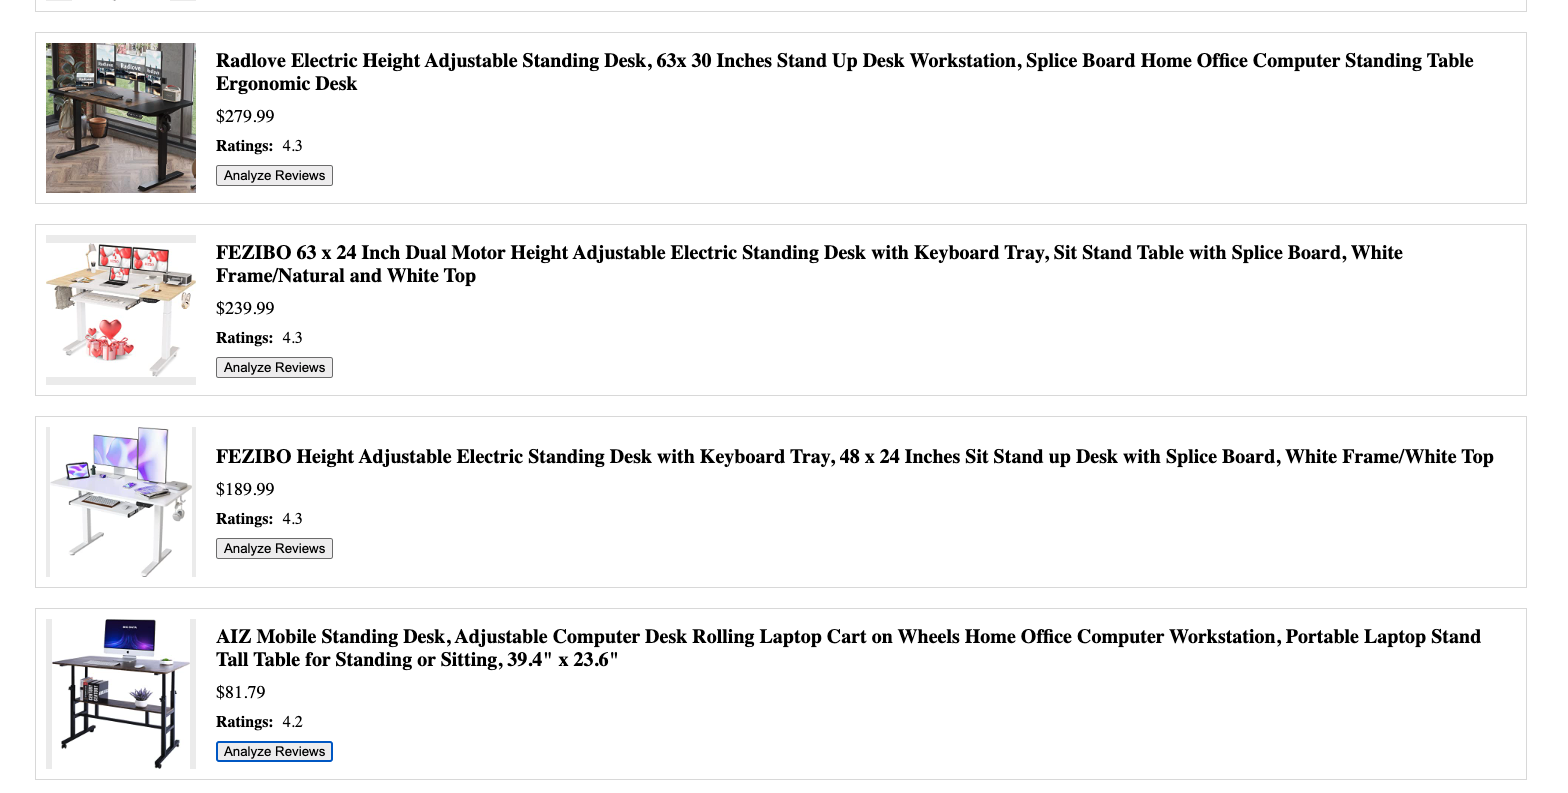 Radlove Electric Height Adjustable Standing Desk, 63x 30 Inches Stand Up Desk Workstation, Splice Board Home Office Computer Standing Table
Ergonomic Desk
$279.99
Ratings: 4.3
Analyze Reviews
FEZIBO 63 x 24 Inch Dual Motor Height Adjustable Electric Standing Desk with Keyboard Tray, Sit Stand Table with Splice Board, White
Frame/Natural and White Top
$239.99
Ratings: 4.3
Analyze Reviews
FEZIBO Height Adjustable Electric Standing Desk with Keyboard Tray, 48 x 24 Inches Sit Stand up Desk with Splice Board, White Frame/White Top
$189.99
Ratings: 4.3
Analyze Reviews
AIZ Mobile Standing Desk, Adjustable Computer Desk Rolling Laptop Cart on Wheels Home Office Computer Workstation, Portable Laptop Stand
Tall Table for Standing or Sitting, 39.4" x 23.6"
$81.79
Ratings: 4.2
Analyze Reviews